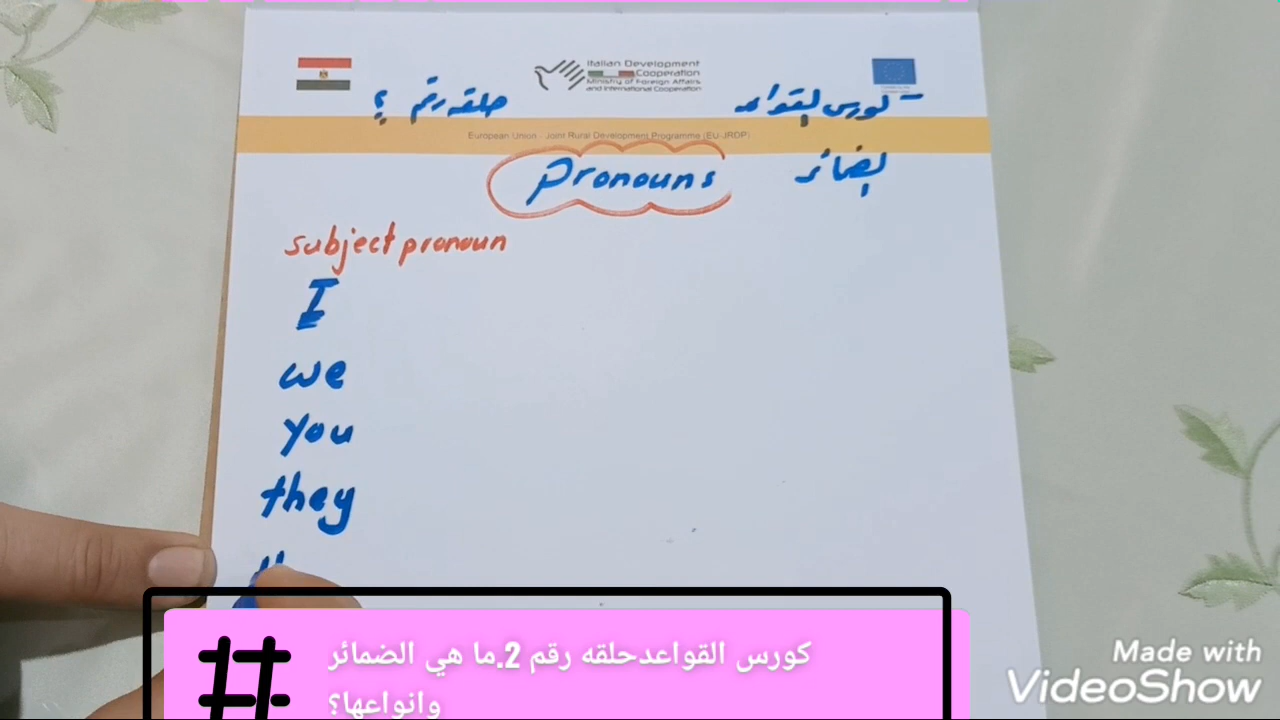 Italian Development
Cooperation
Ministry of Foreign Affairs
and International Cooperation
- كورس القواعد
حلقه رقم ؟
European Union - Joint Rural Development Programme (EU-JRDP)
الضمائر
Pronouns
subject pronoun
I
we
you
they
# كورس القواعدحلقه رقم 2.ما هي الضمائر
وانواعها؟
Made with
VideoShow